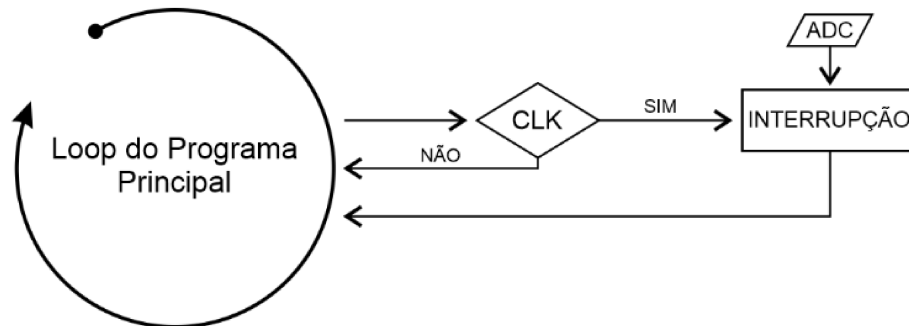 ADC
Loop do Programa
Principal
CLK
SIM
INTERRUPÇÃO
NÃO